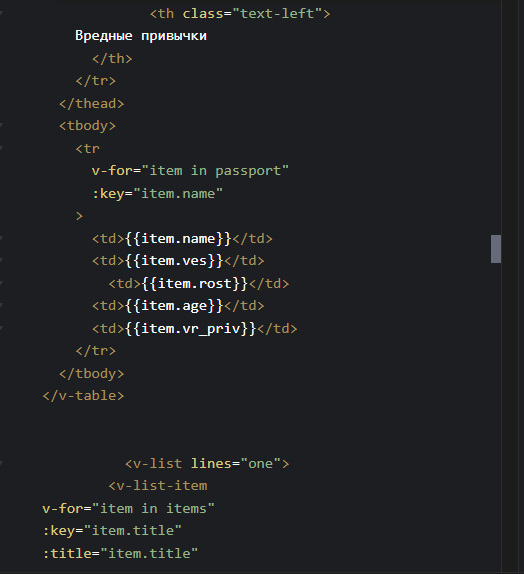 <th class="text-left">
Вредные привычки
</th>
</tr>
</thead>
<tbody>
<tr
v-for="item in passport"
:key="item.name"
>
<td>{{item.name}}</td>
<td>{{item.ves}}</td>
<td>{{item.rost}}</td>
<td>{{item.age}}</td>
<td>{{item.vr_priv}}</td>
</tr>
</tbody>
</v-table>
<v-list lines="one">
<v-list-item
v-for="item in items"
:key="item.title"
:title="item.title"